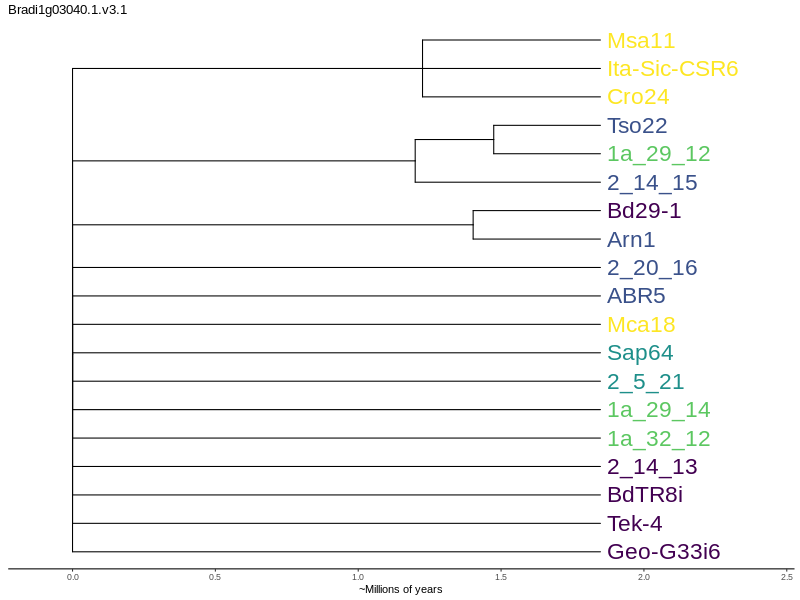 Bradi1g03040.1.v3.1
Msa11
Ita-Sic-CSR6
Cro24
Tso22
1a_29_12
2_14_15
Bd29-1
Arn1
2_20_16
ABR5
Mca18
Sap64
2_5_21
1a_29_14
1a_32_12
2_14_13
BdTR8i
Tek-4
Geo-G33i6
0.0 0.5 1.0 1.5 2.0 2.5
~Millions of years